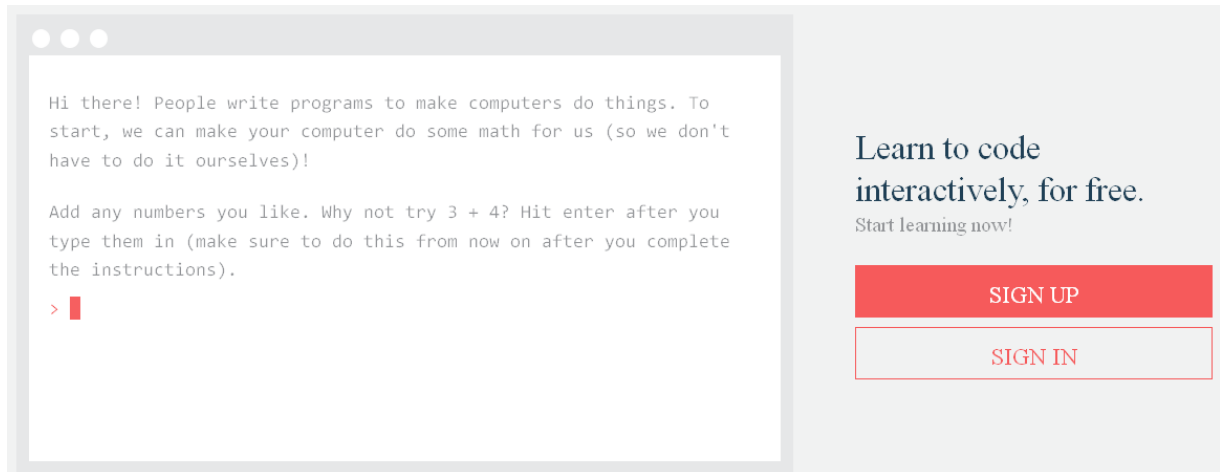 Hi there! People write programs to make computers do things. To
start, we can make your computer do some math for us (so we don't
have to do it ourselves)!
Add any numbers you like. Why not try 3 + 4? Hit enter after you
type them in (make sure to do this from now on after you complete
the instructions).
>
Learn to code
interactively, for free.
Start learning now!
SIGN UP
SIGN IN